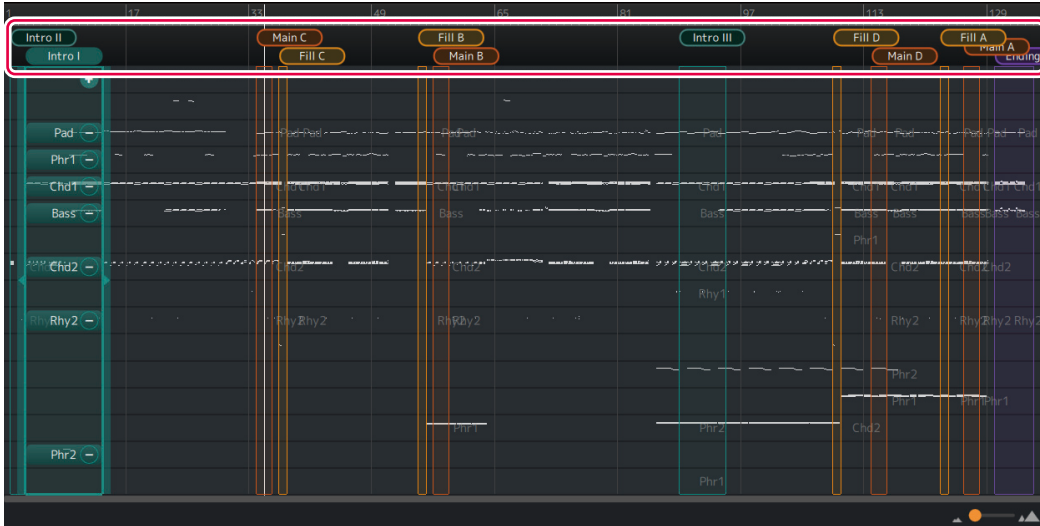 1 17 33 49 65 81 97 113 129
Intro II Main C Fill B Intro III Fill D Fill A
Intro I Fill C Main B Main D Main A Ending
Pad Pad Pad Pad Pad Pad Pad Pad Pad Pad
Phr1
Chd1 Chd1 Chd1 Chd1 Chd1 Chd1 Chd1 Chd1
Bass Bass Bass Bass Bass Bass Bass Bass Bass
Phr1
Chd2 Chd2 Chd2 Chd2 Chd2 Chd2 Chd2
Rhy1
Rhy2 Rhy2 Rhy2 Rhy2 Rhy2 Rhy2 Rhy2 Rhy2
Phr2
Phr1 Phr1 Phr1
Phr1 Phr2 Chd2
Phr2
Phr1